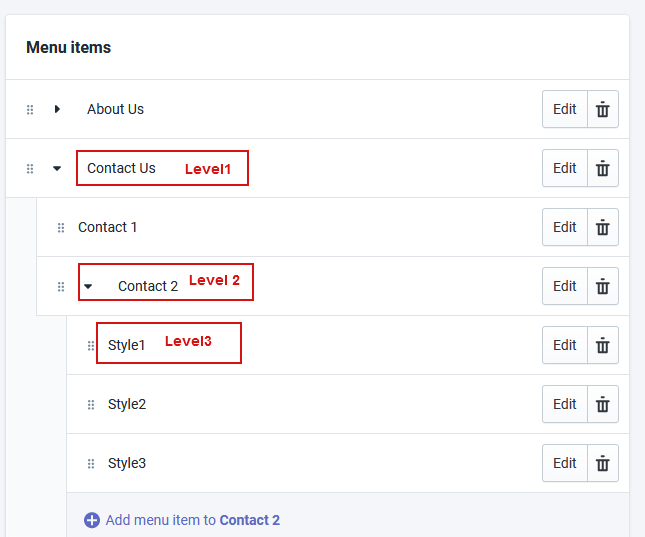 Menu items
About Us Edit
Contact Us Level1 Edit
Contact 1 Edit
Contact 2 Level 2 Edit
Style1 Level3 Edit
Style2 Edit
Style3 Edit
Add menu item to Contact 2